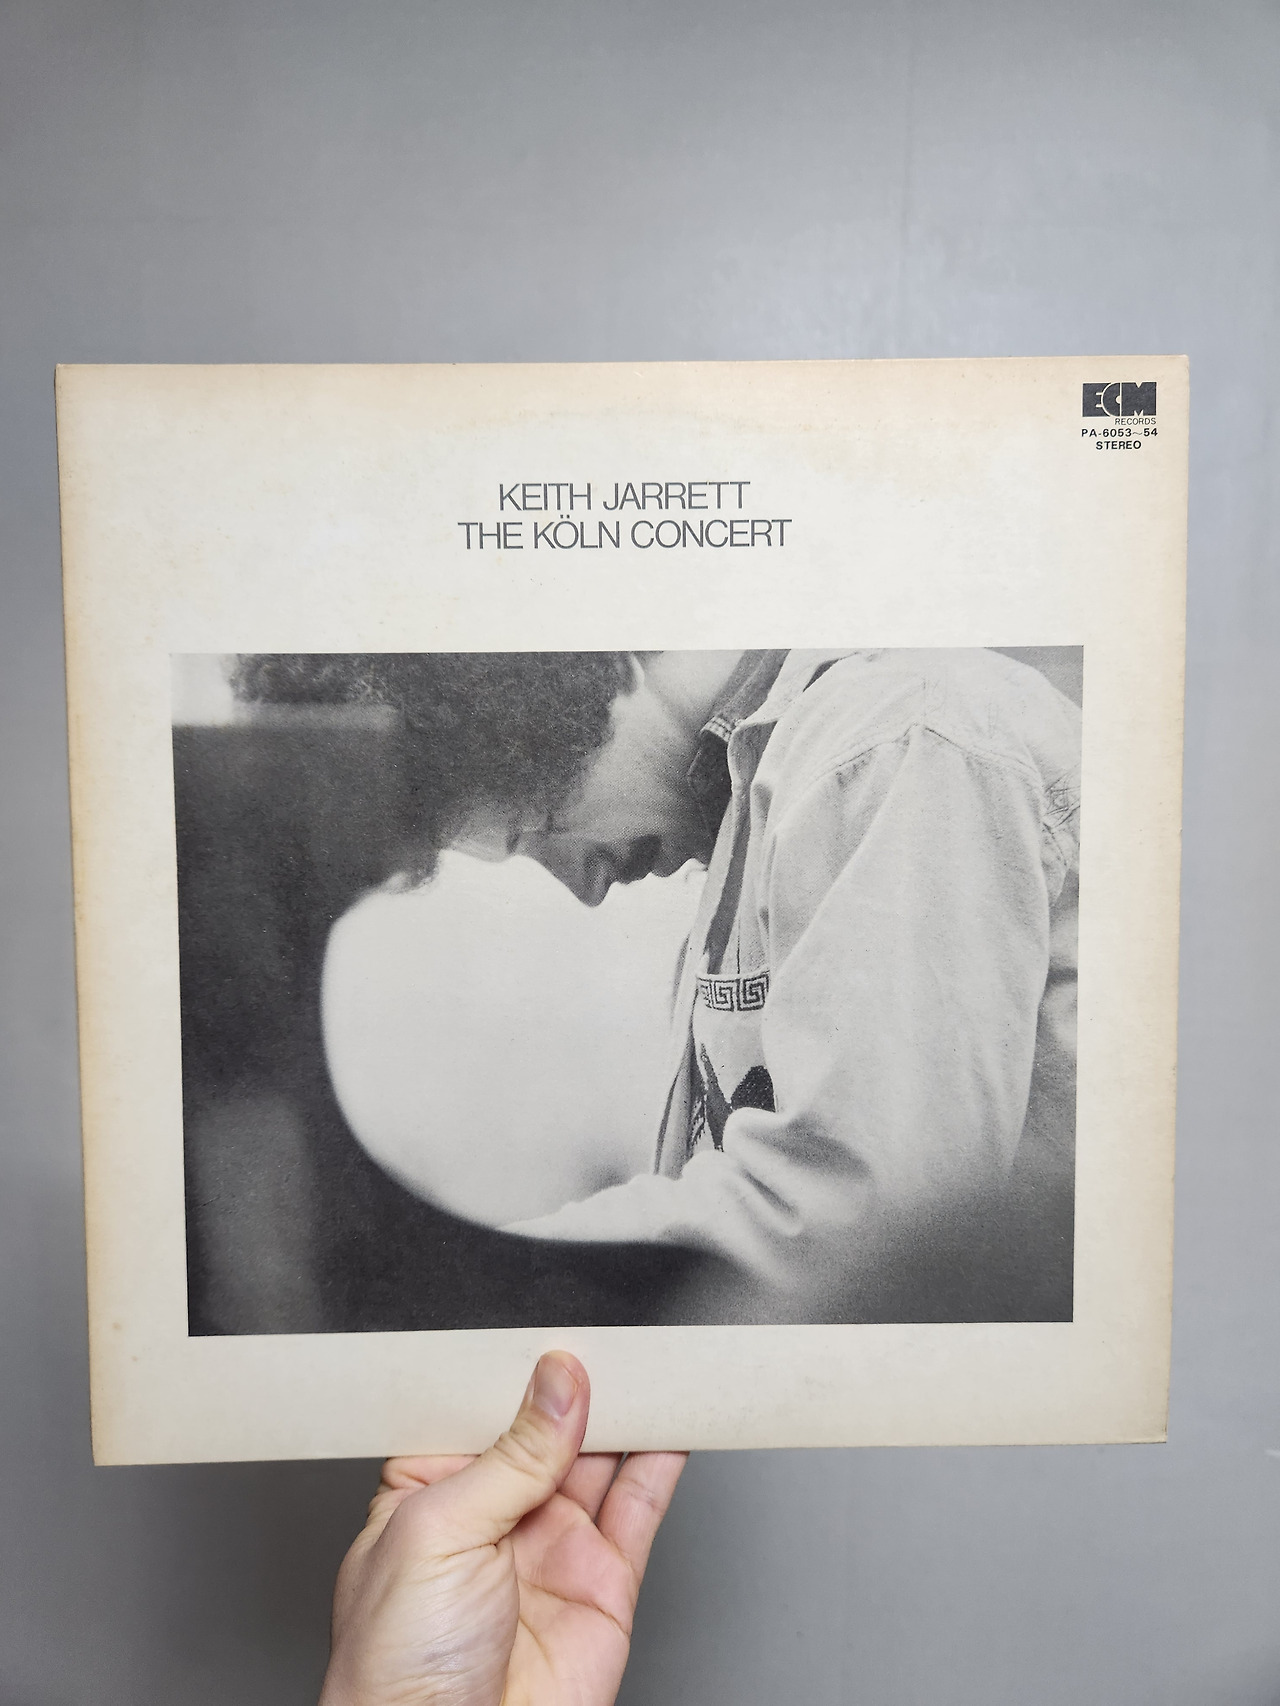 ECM
RECORDS
PA-6053~54
STEREO
KEITH JARRETT
THE KÖLN CONCERT